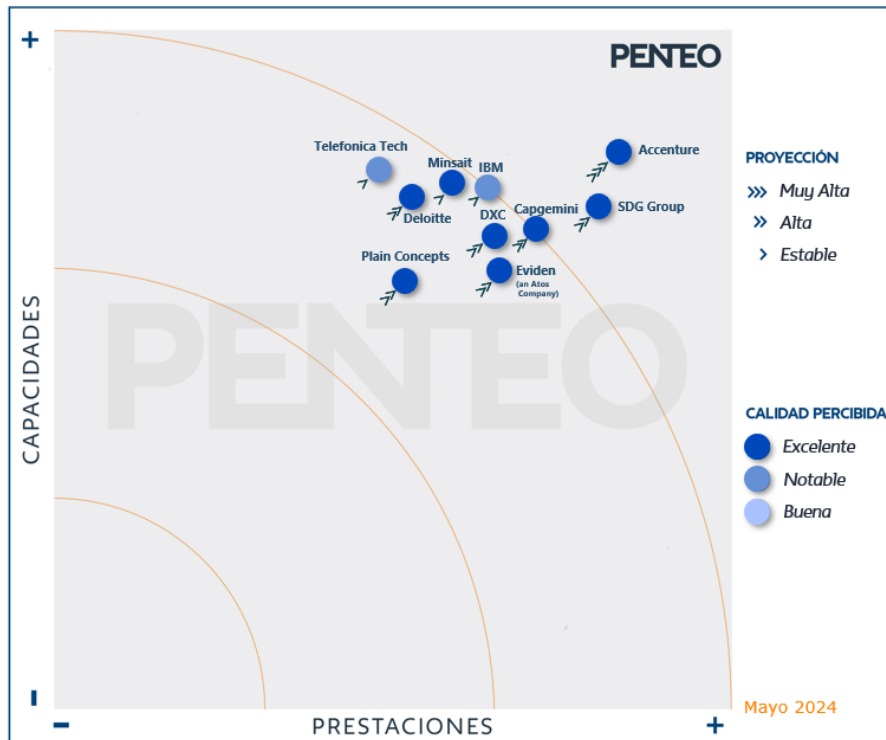 +
PENTEO
Telefonica Tech
Minsait
IBM
Accenture
Deloitte
DXC
Capgemini
SDG Group
Plain Concepts
Eviden
(an Atos
Company)
PENTEO
CAPACIDADES
-
-
PRESTACIONES
+
PROYECCIÓN
>>> Muy Alta
>> Alta
> Estable
CALIDAD PERCIBIDA
Excelente
Notable
Buena
Mayo 2024